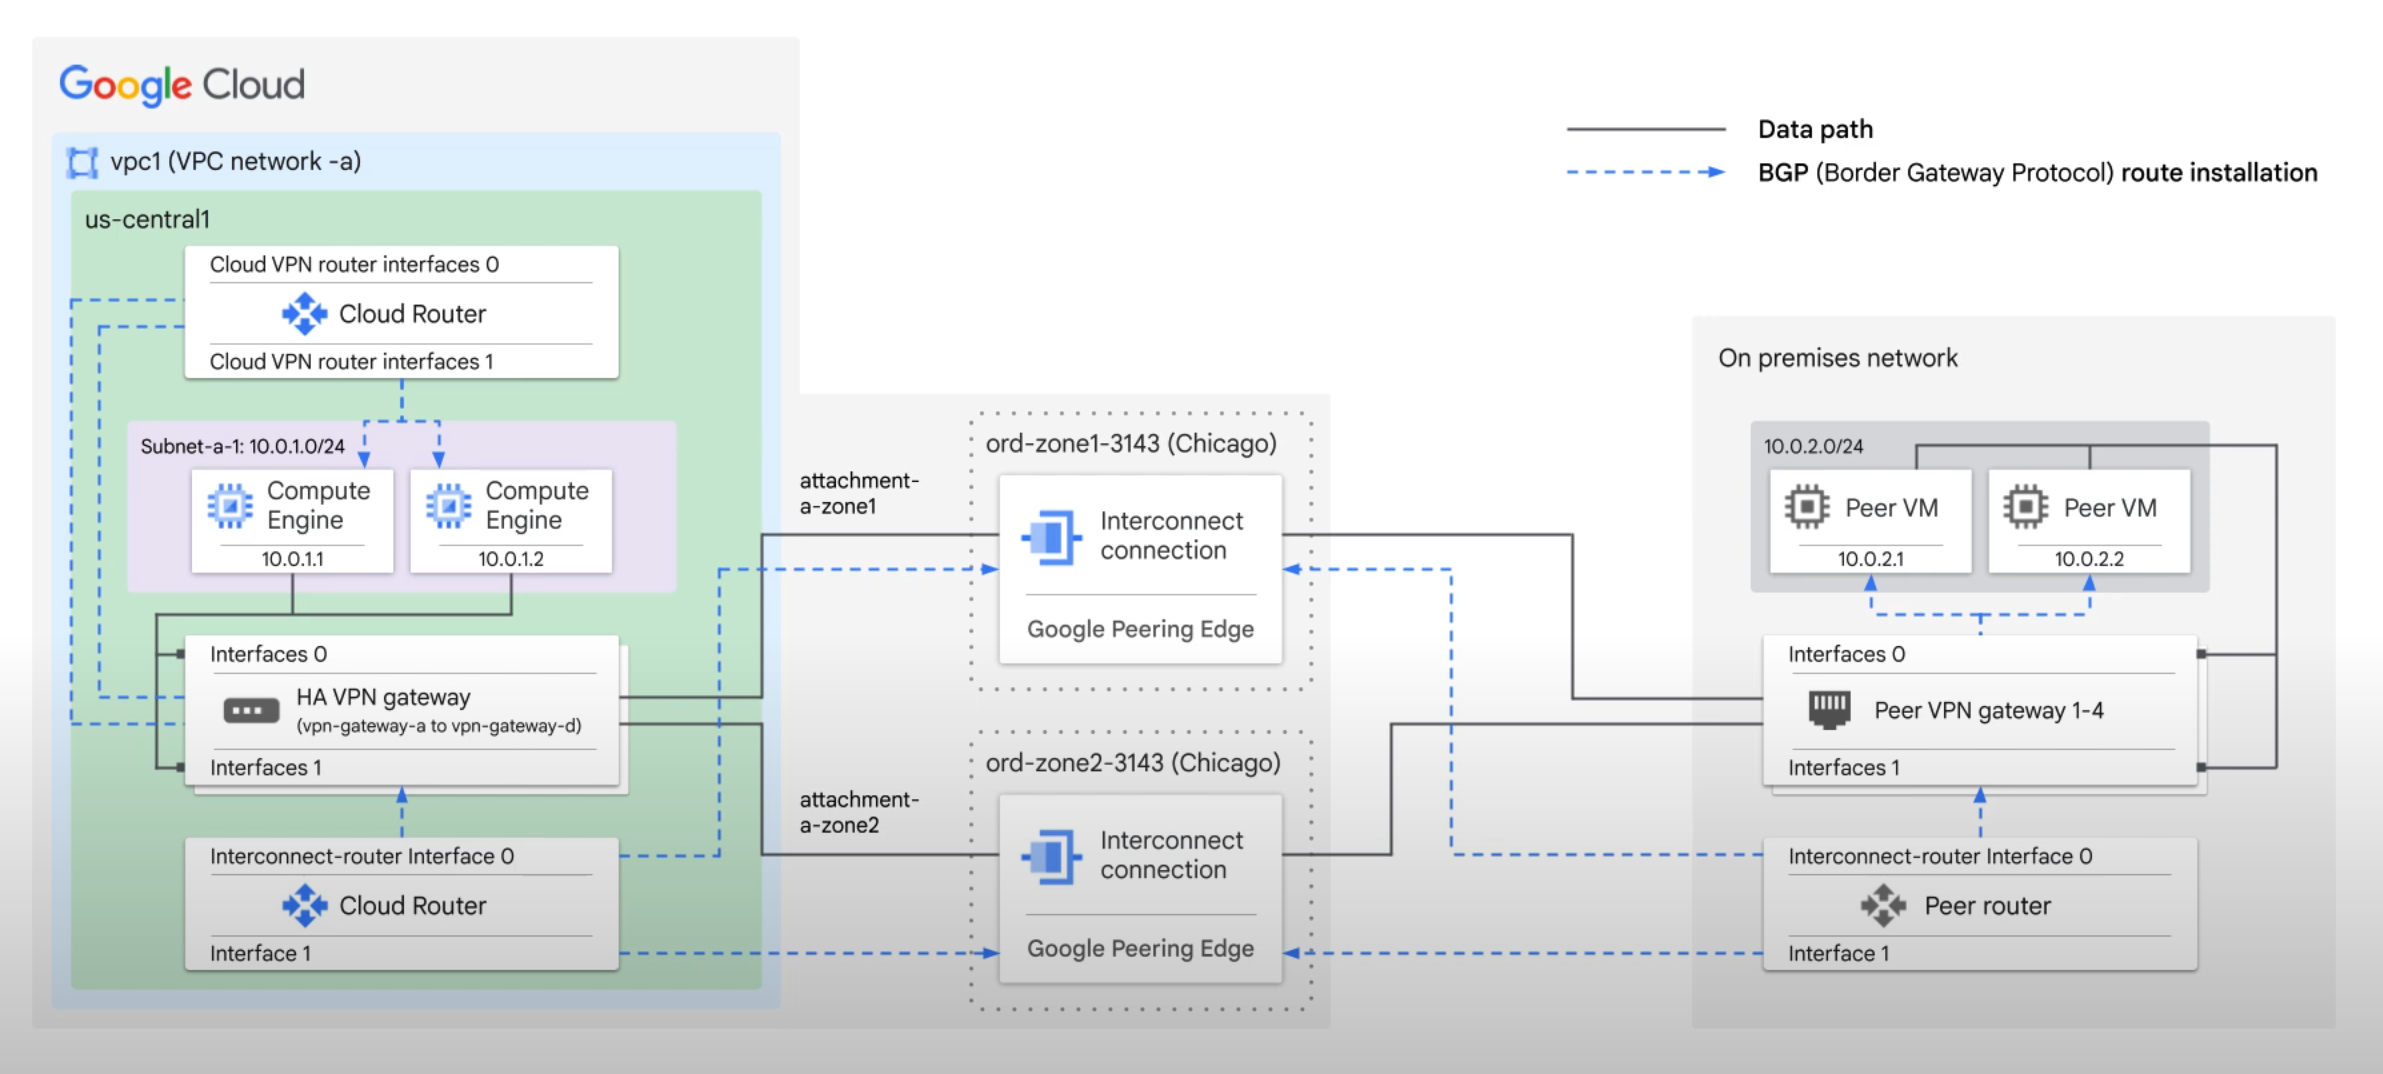 Google Cloud
vpc1 (VPC network -a)
us-central1
Cloud VPN router interfaces 0
Cloud Router
Cloud VPN router interfaces 1
Subnet-a-1: 10.0.1.0/24
Compute
Engine
10.0.1.1
Compute
Engine
10.0.1.2
Interfaces 0
HA VPN gateway
(vpn-gateway-a to vpn-gateway-d)
Interfaces 1
Interconnect-router Interface 0
Cloud Router
Interface 1
attachment-
a-zone1
attachment-
a-zone2
ord-zone1-3143 (Chicago)
Interconnect
connection
Google Peering Edge
ord-zone2-3143 (Chicago)
Interconnect
connection
Google Peering Edge
Data path
BGP (Border Gateway Protocol) route installation
On premises network
10.0.2.0/24
Peer VM
10.0.2.1
Peer VM
10.0.2.2
Interfaces 0
Peer VPN gateway 1-4
Interfaces 1
Interconnect-router Interface 0
Peer router
Interface 1